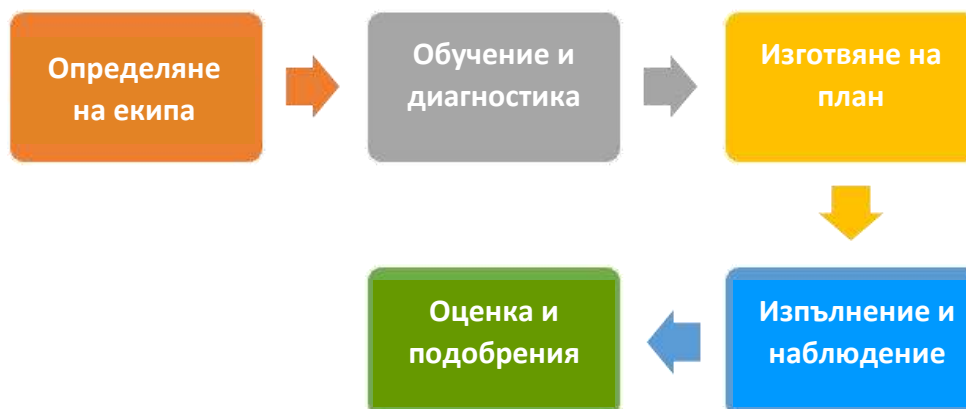 Определяне
на екипа
Обучение и
диагностика
Изготвяне на
план
Изпълнение и
наблюдение
Оценка и
подобрения